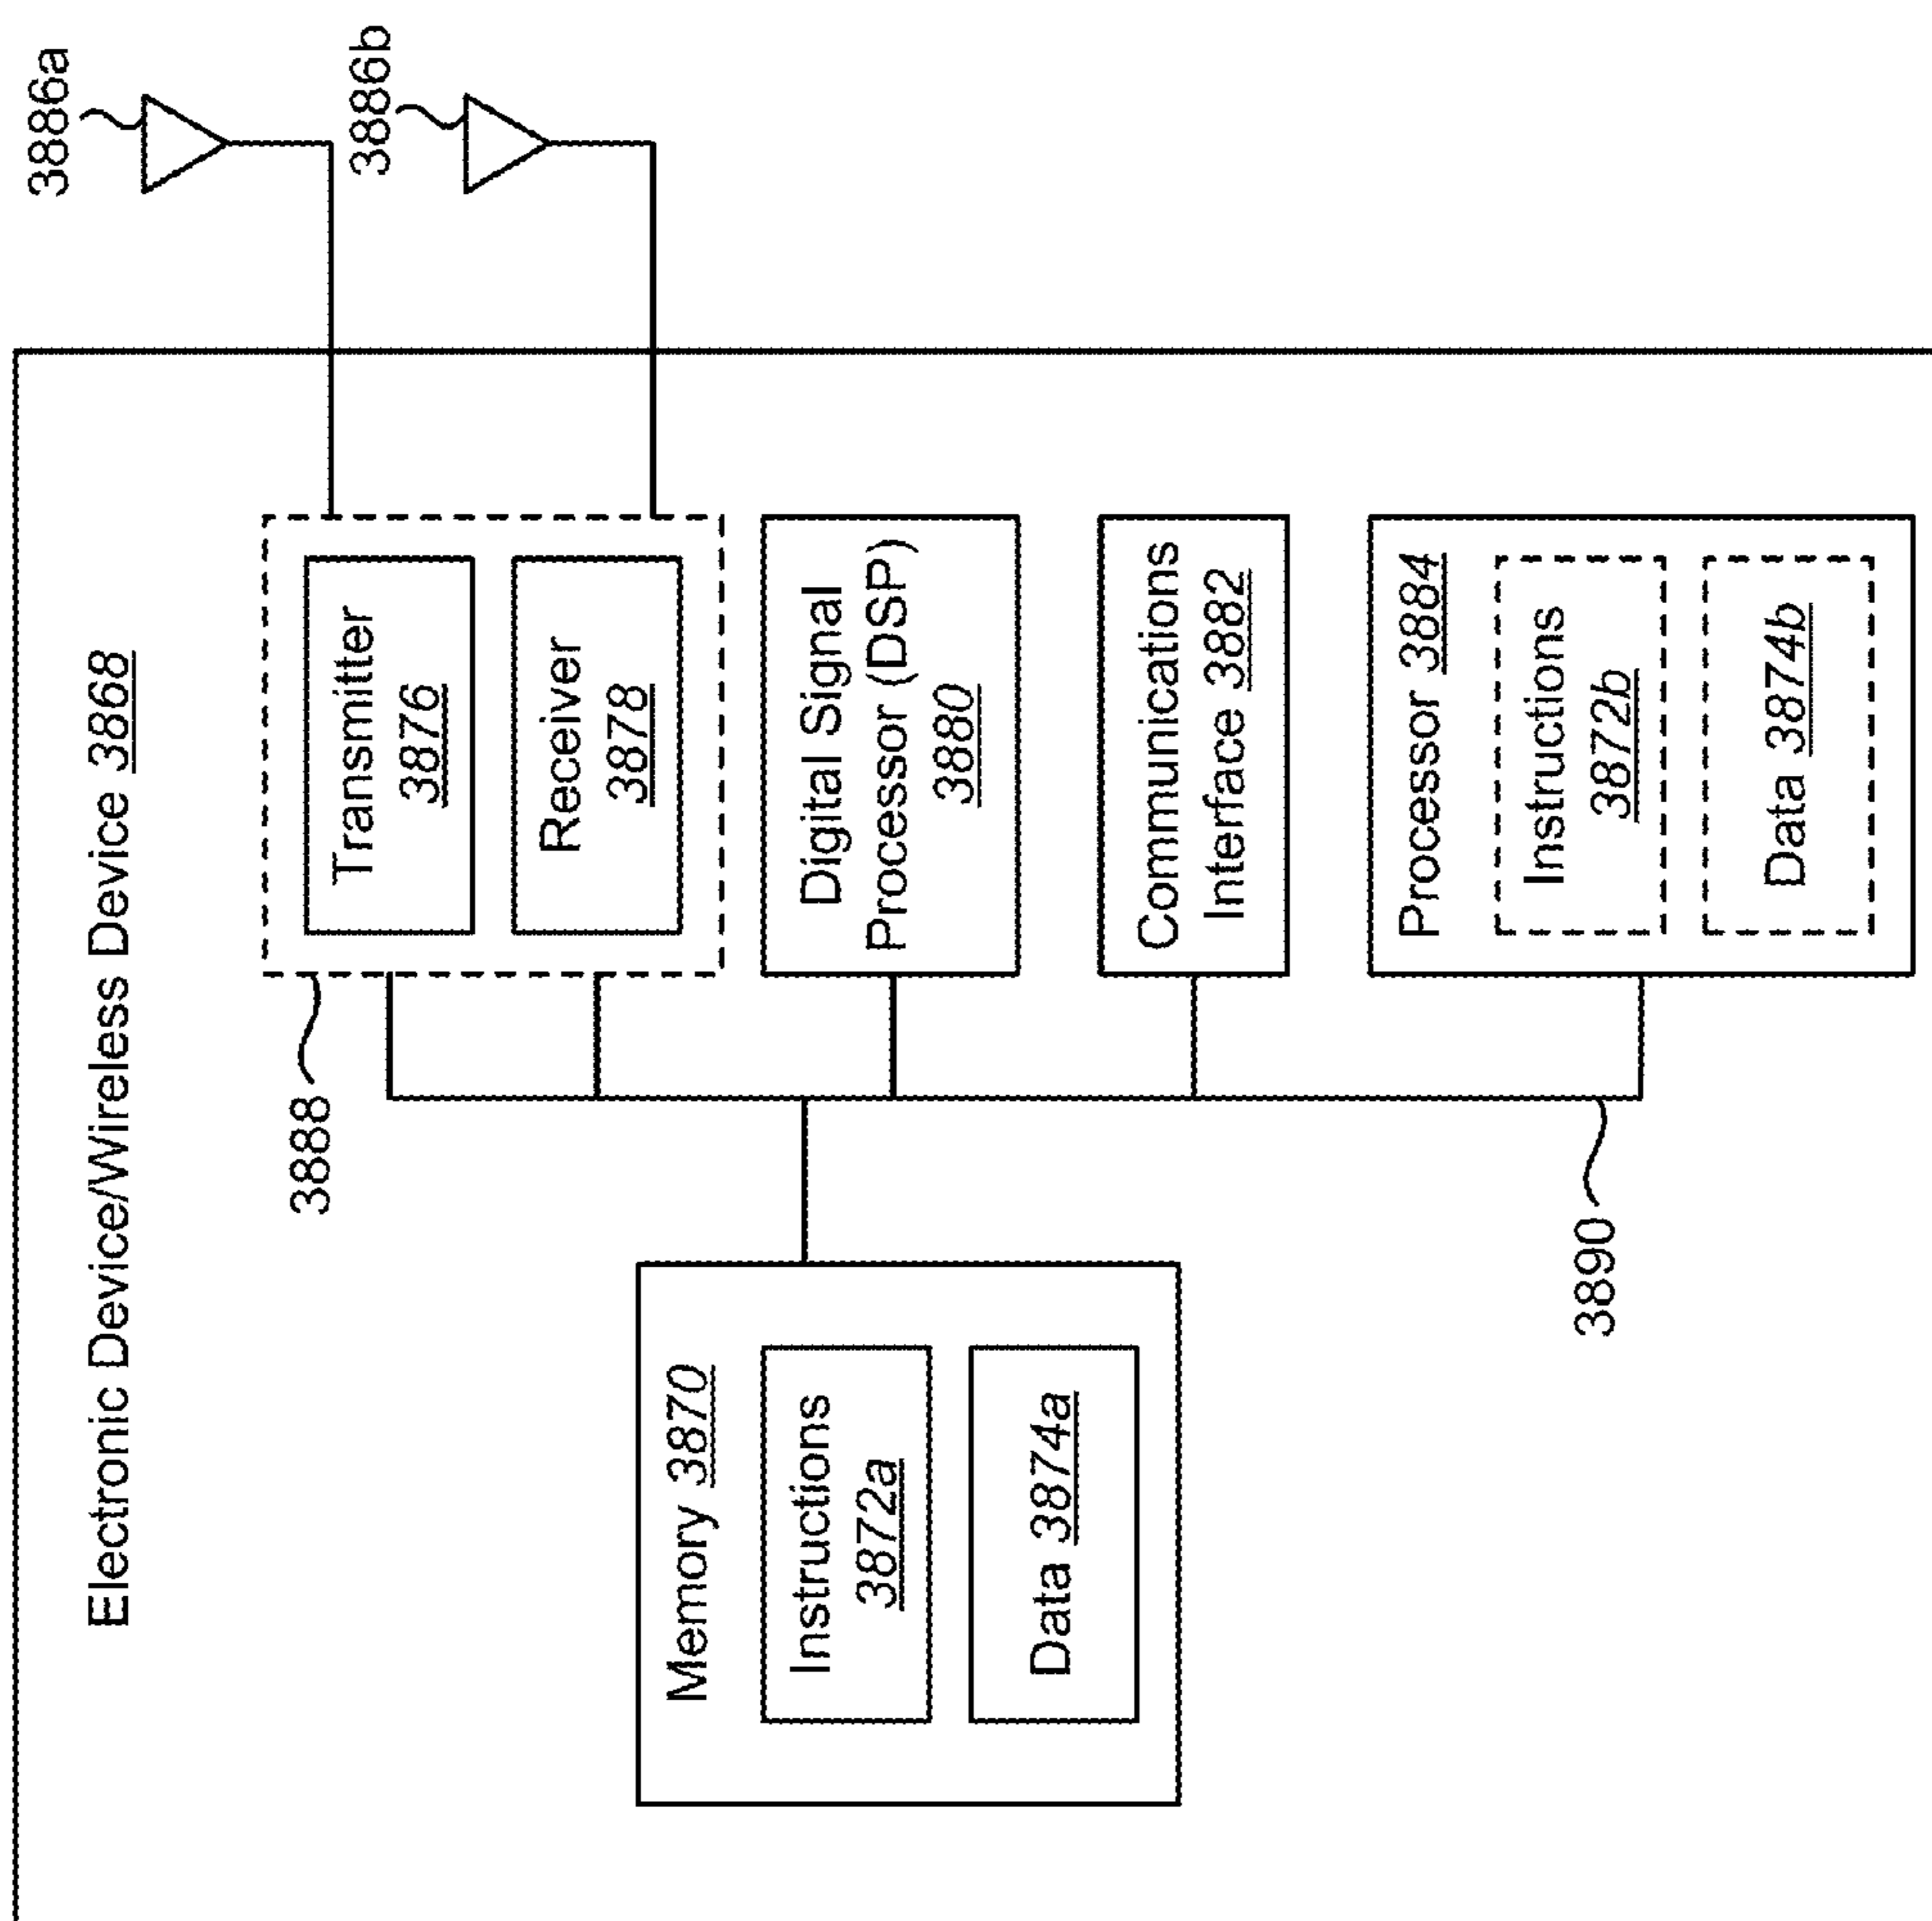 Electronic Device/Wireless Device 3868
3886a
3886b
3888
Transmitter
3876
Receiver
3878
Digital Signal
Processor (DSP)
3880
Communications
Interface 3882
Processor 3884
Instructions
3872b
Data 3874b
Memory 3870
Instructions
3872a
Data 3874a
3890